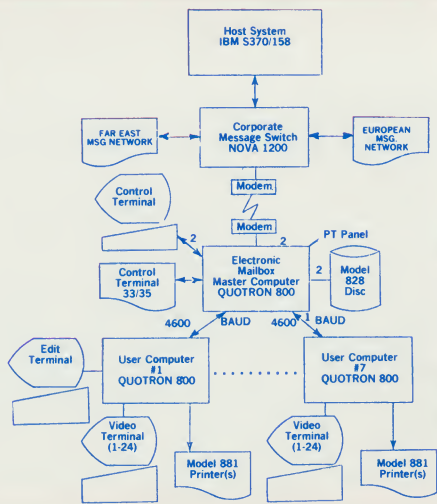 Host System
IBM S370/158
FAR EAST
MSG NETWORK
Corporate
Message Switch
NOVA 1200
EUROPEAN
MSG. NETWORK
Modem
Modem
Control
Terminal
2
2
PT Panel
Control
Terminal
33/35
Electronic
Mailbox
Master Computer
QUOTRON 800
2
Model
828
Disc
4600 BAUD
4600 1 BAUD
Edit
Terminal
User Computer
#1
QUOTRON 800
User Computer
#7
QUOTRON 800
Video
Terminal
(1-24)
Model 881
Printer(s)
Video
Terminal
(1-24)
Model 881
Printer(s)